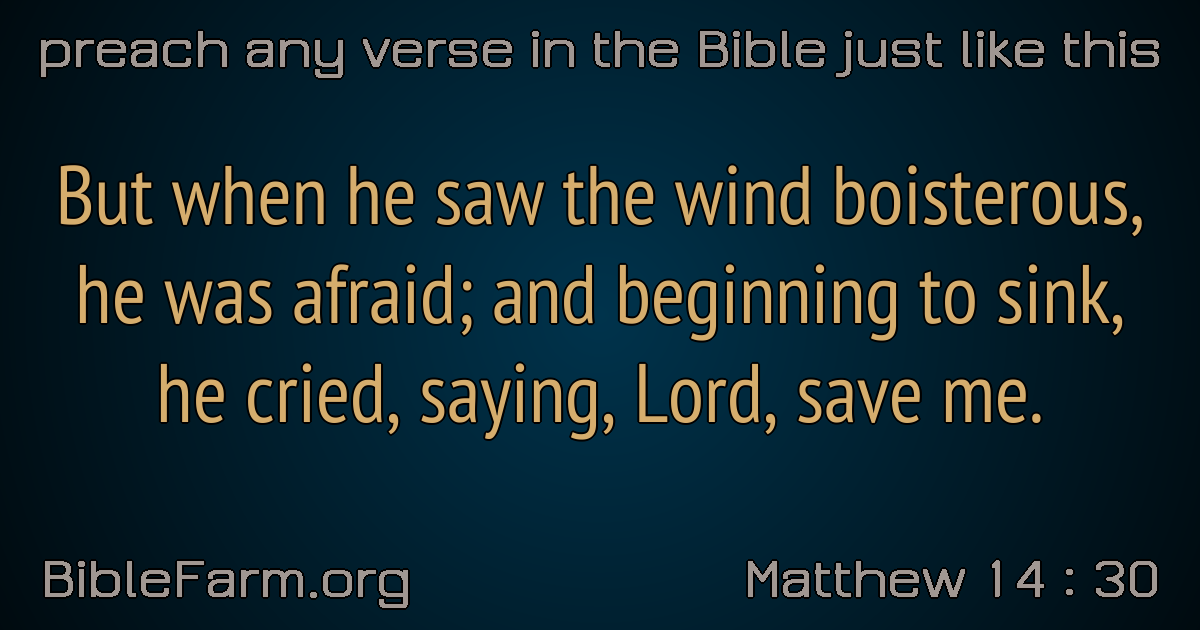 preach any verse in the Bible just like this
But when he saw the wind boisterous,
he was afraid; and beginning to sink,
he cried, saying, Lord, save me.
BibleFarm.org
Matthew 14 : 30